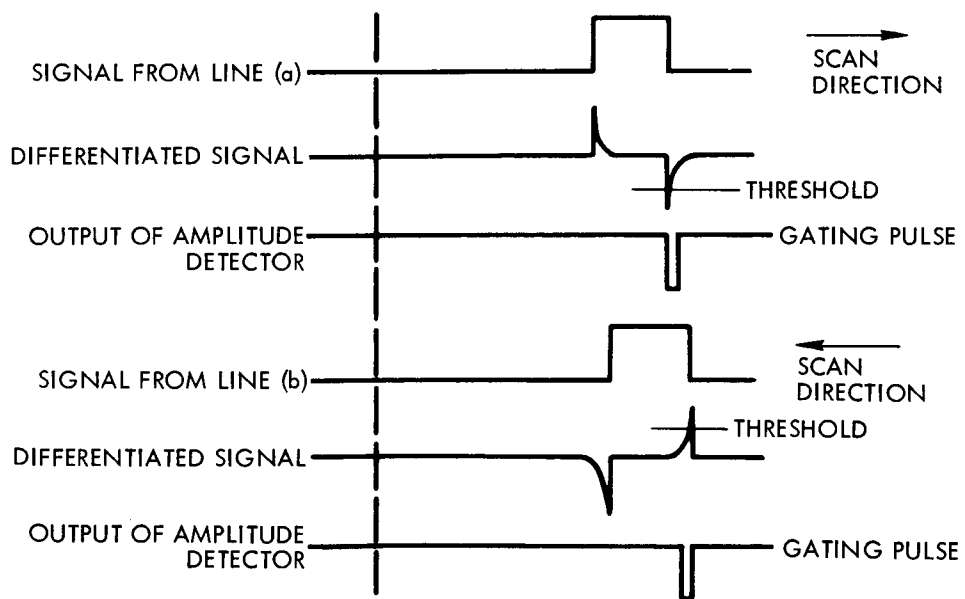 SIGNAL FROM LINE (a)
SCAN
DIRECTION
DIFFERENTIATED SIGNAL
THRESHOLD
OUTPUT OF AMPLITUDE
DETECTOR
GATING PULSE
SIGNAL FROM LINE (b)
SCAN
DIRECTION
THRESHOLD
DIFFERENTIATED SIGNAL
OUTPUT OF AMPLITUDE
DETECTOR
GATING PULSE